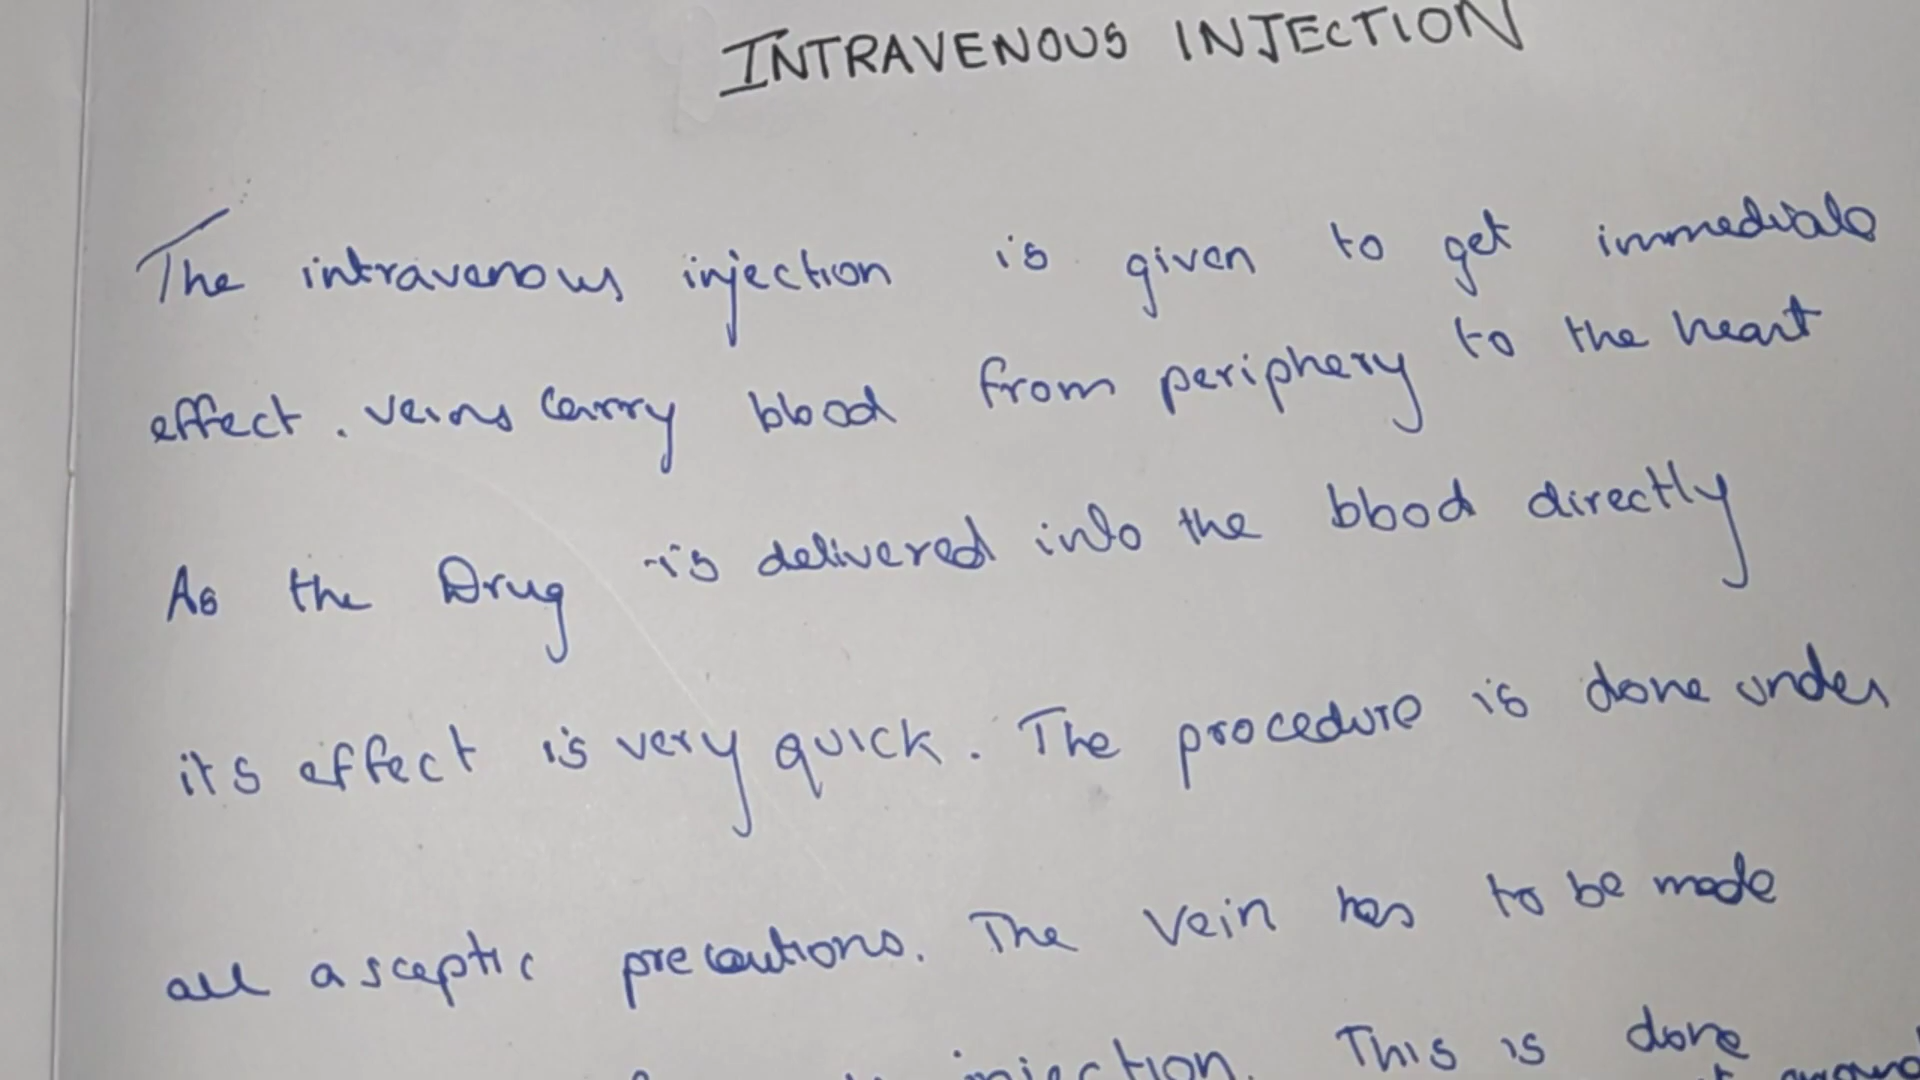 INTRAVENOUS INJECTION
The intravenous injection is given to get immediate
effect. veins carry blood from periphery to the heart
As the Drug is delivered into the blood directly
its effect is very quick. The procedure is done under
all asceptic precautions. The vein has to be made
injection. This is done